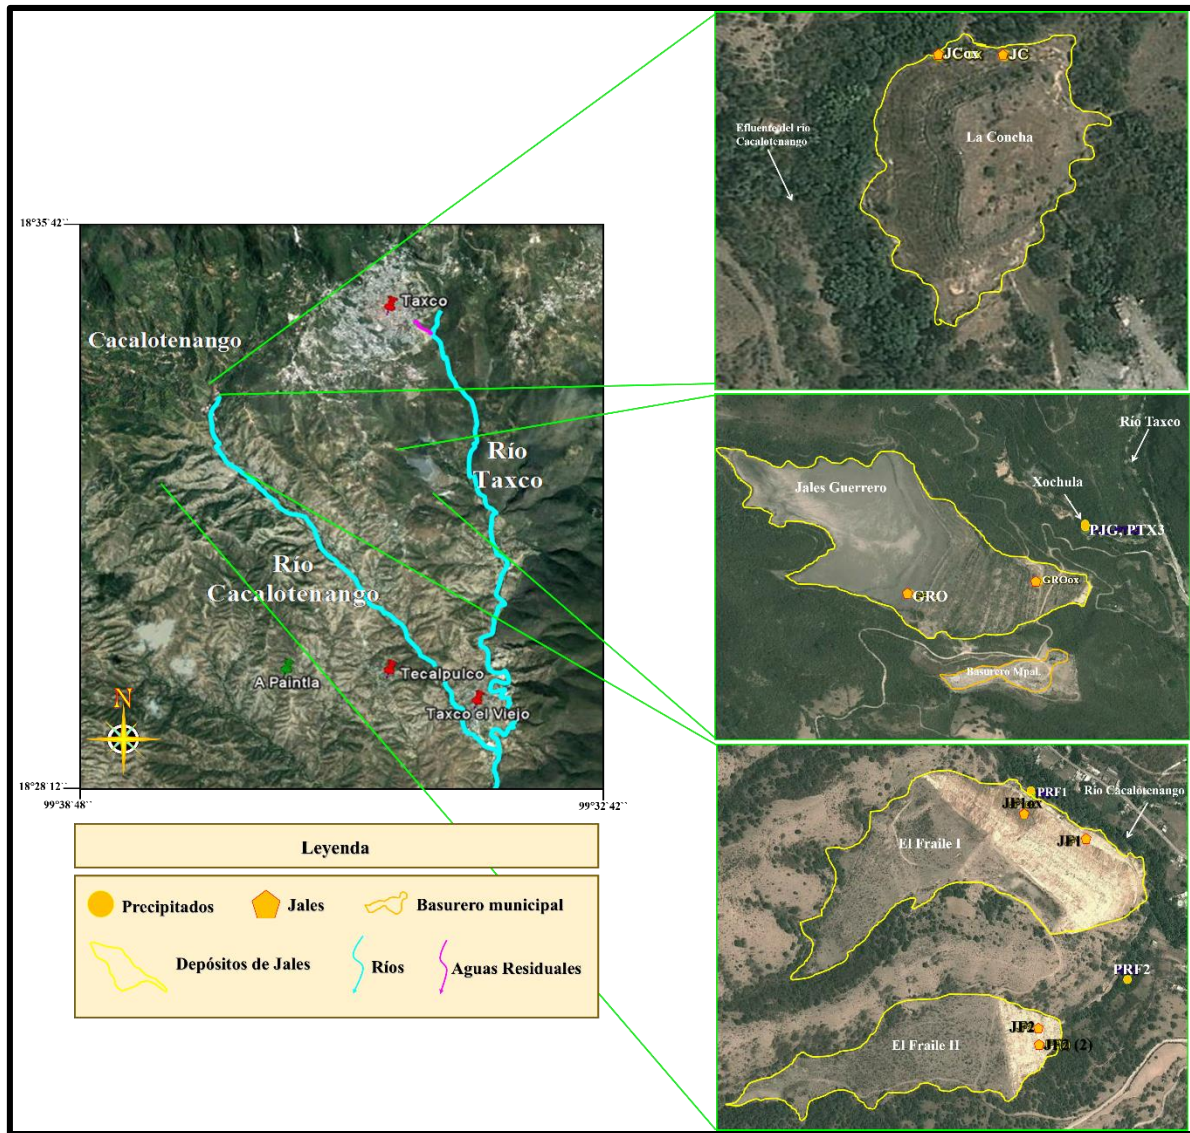 18°35´42´´
Taxco
Cacalotenango
Río
Taxco
Río
Cacalotenango
A Paintla
Tecalpulco
Taxco el Viejo
N
18°28´12´´
99°38´48´´
99°32´42´´
Leyenda
Precipitados
Jales
Basurero municipal
Depósitos de Jales
Ríos
Aguas Residuales
JCox
JC
Efluente del río
Cacalotenango
La Concha
Río Taxco
Jales Guerrero
Xochula
PJG, PTX3
GROox
GRO
Basurero Mpal.
PRF1
Río Cacalotenango
JF1ox
JF1
El Fraile I
PRF2
JF2
El Fraile II
JF2 (2)